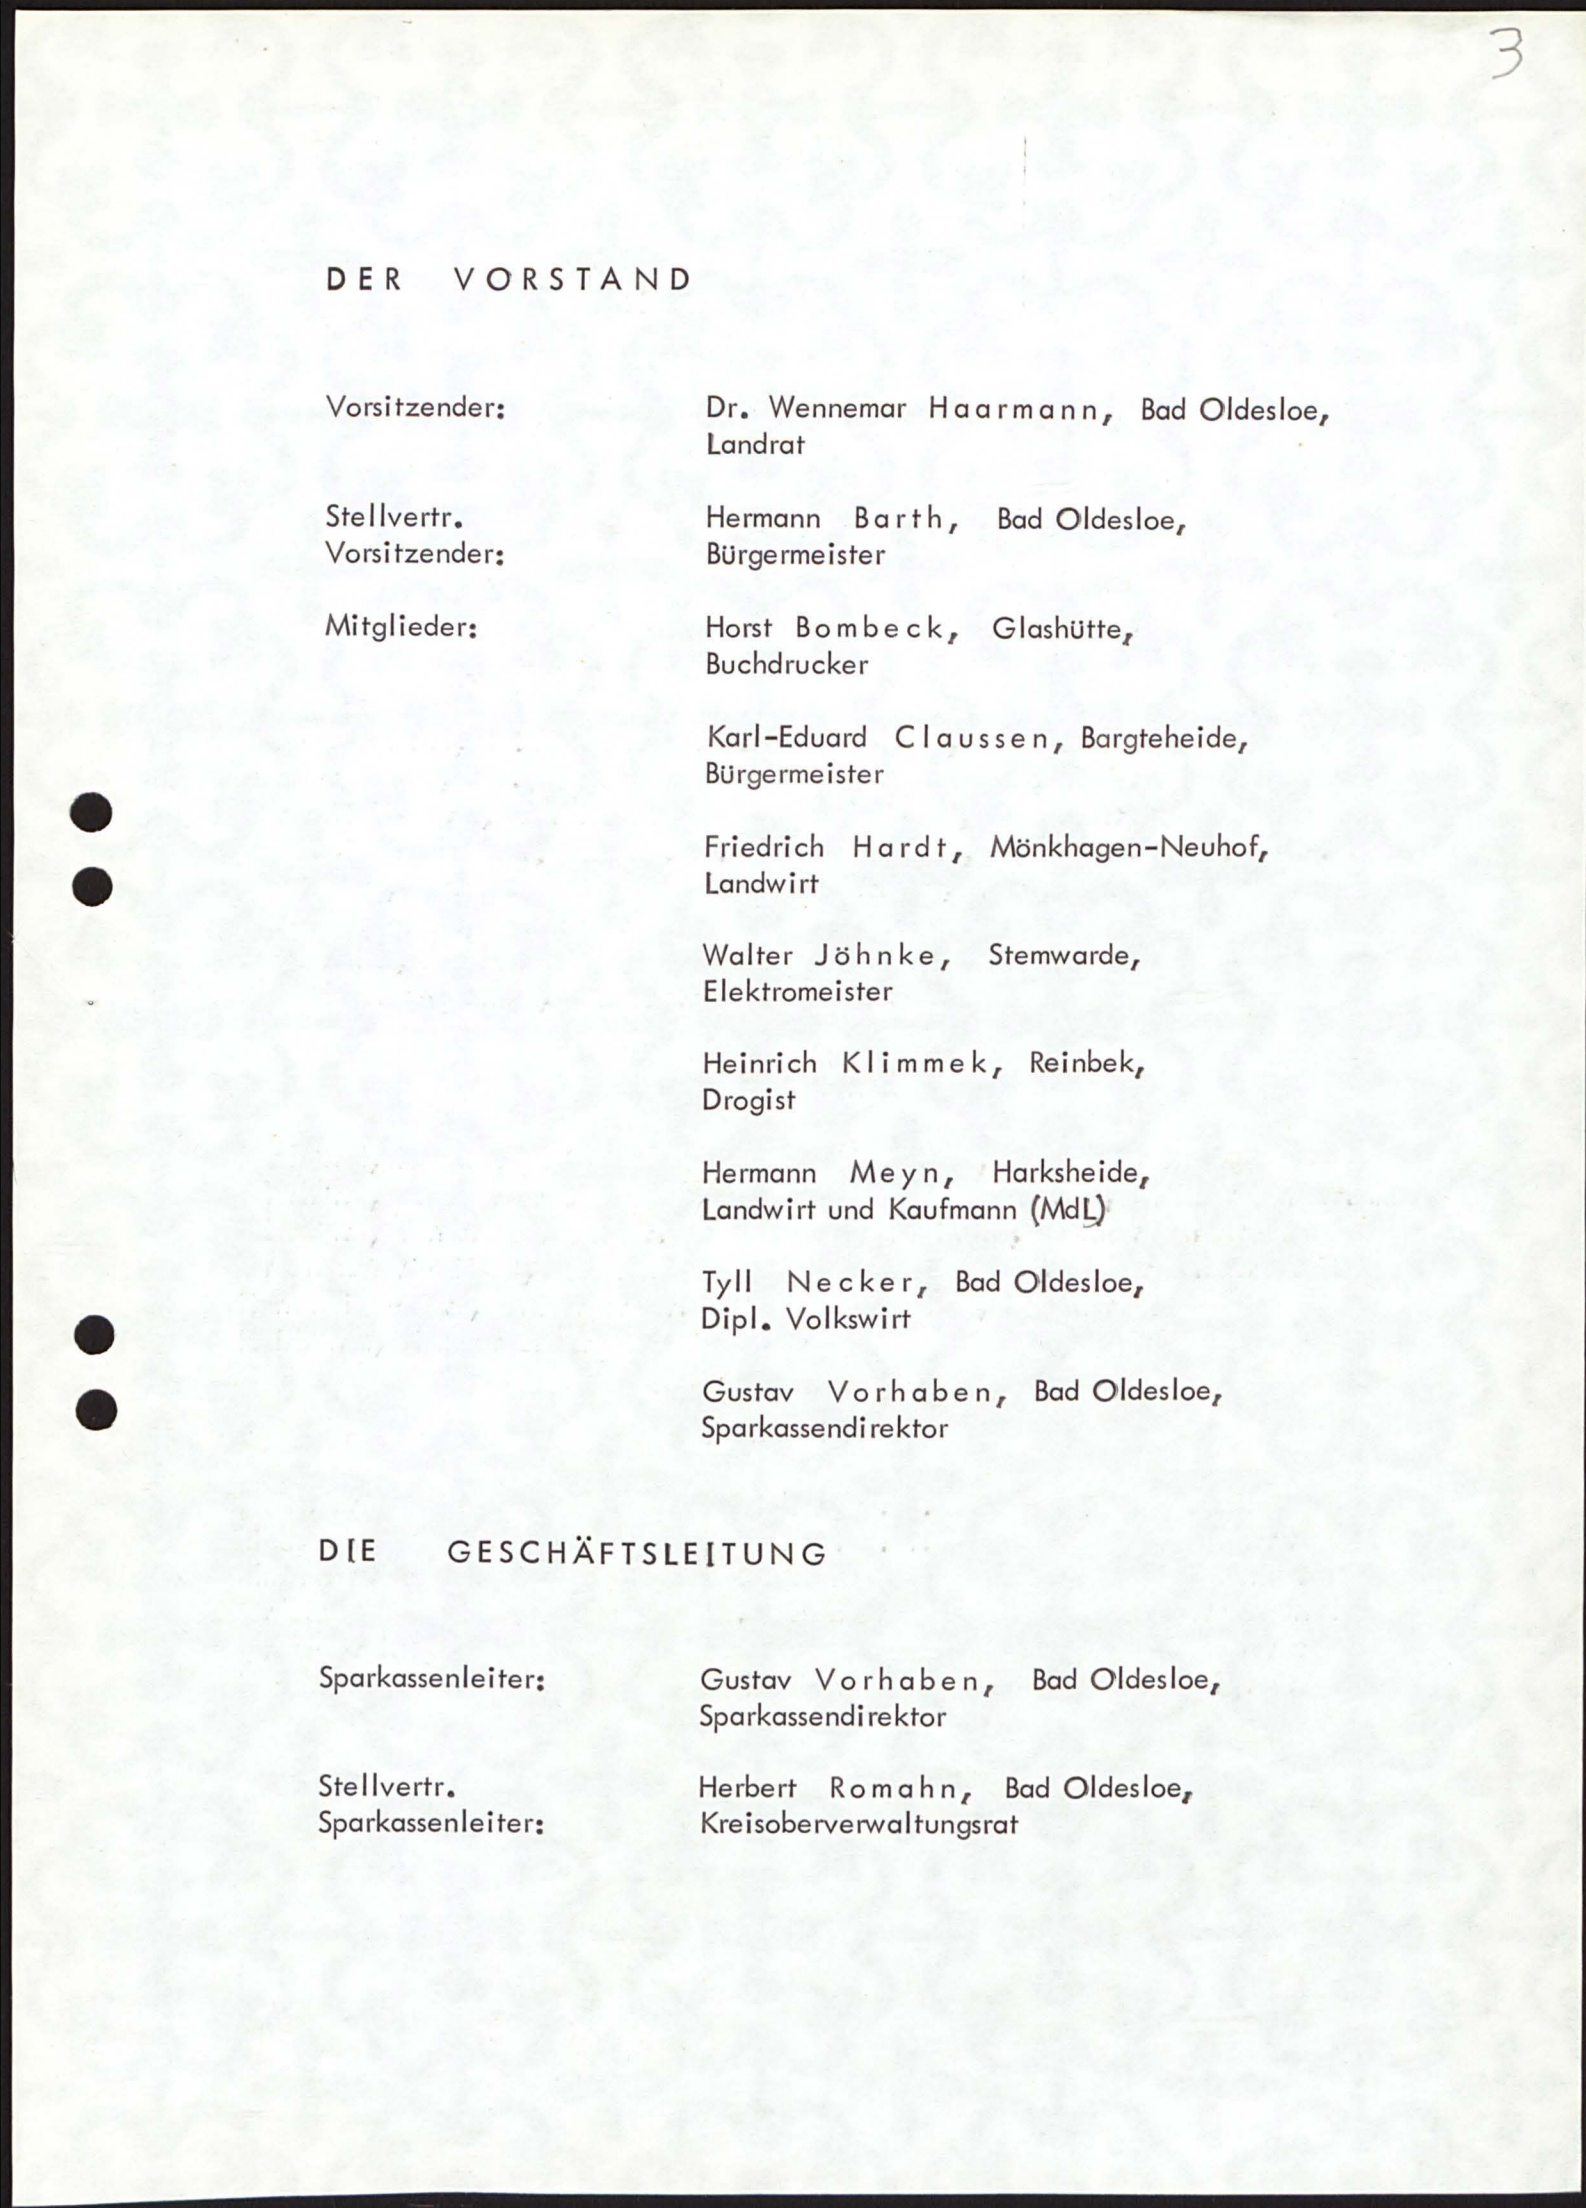 3
DER VORSTAND
Vorsitzender: Dr. Wennemar Haarmann, Bad Oldesloe,
Landrat
Stellvertr. Hermann Barth, Bad Oldesloe,
Vorsitzender: Bürgermeister
Mitglieder: Horst Bombeck, Glashütte,
Buchdrucker
Karl-Eduard Claussen, Bargteheide,
Bürgermeister
Friedrich Hardt, Mönkhagen-Neuhof,
Landwirt
Walter Jöhnke, Stemwarde,
Elektromeister
Heinrich Klimmek, Reinbek,
Drogist
Hermann Meyn, Harksheide,
Landwirt und Kaufmann (MdL)
Tyll Necker, Bad Oldesloe,
Dipl. Volkswirt
Gustav Vorhaben, Bad Oldesloe,
Sparkassendirektor
DIE GESCHÄFTSLEITUNG
Sparkassenleiter: Gustav Vorhaben, Bad Oldesloe,
Sparkassendirektor
Stellvertr. Herbert Romahn, Bad Oldesloe,
Sparkassenleiter: Kreisoberverwaltungsrat